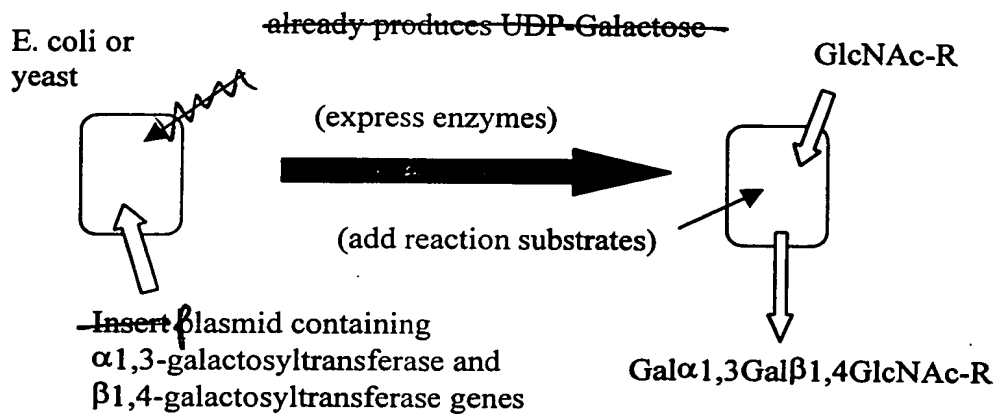 already produces UDP-Galactose
E. coli or
yeast
GlcNAc-R
(express enzymes)
(add reaction substrates)
Insert plasmid containing
α1,3-galactosyltransferase and
β1,4-galactosyltransferase genes
Galα1,3Galβ1,4GlcNAc-R